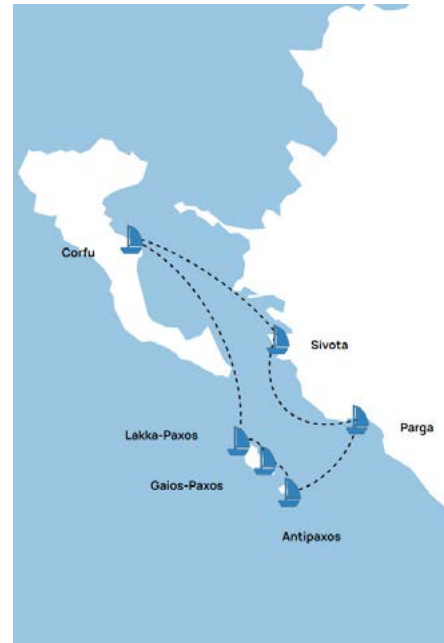 Corfu
Sivota
Parga
Lakka-Paxos
Gaios-Paxos
Antipaxos